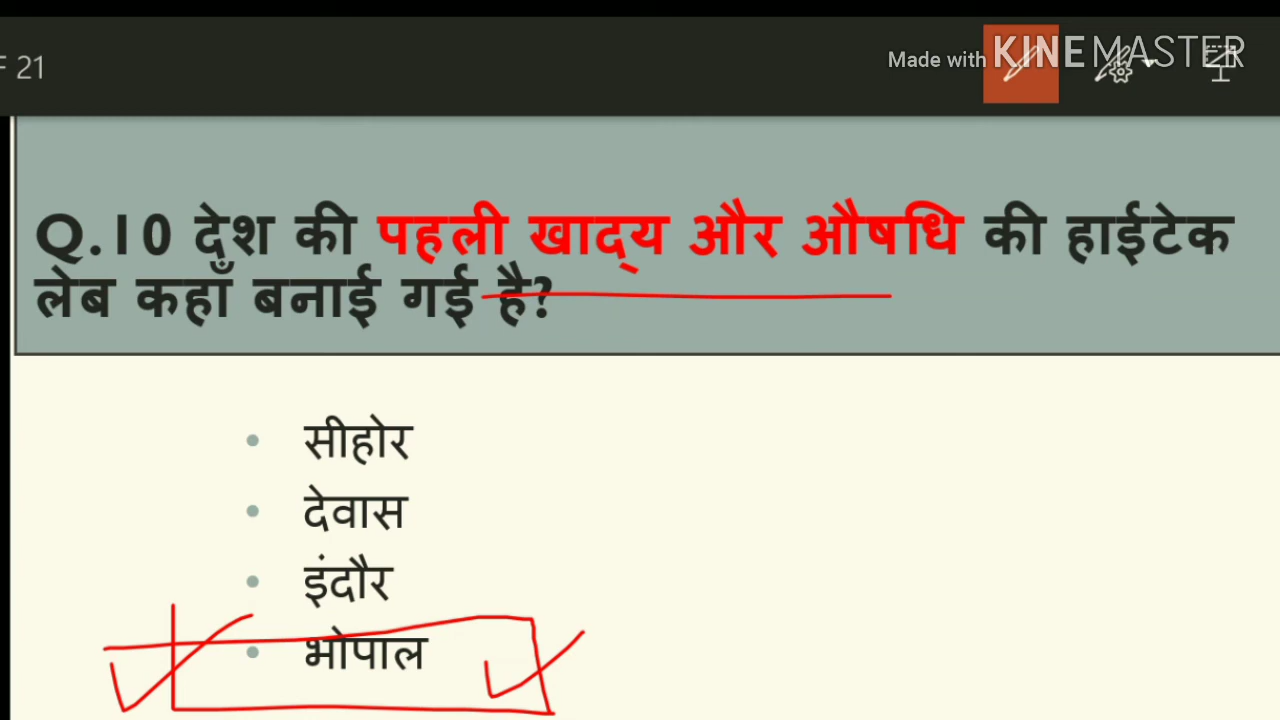 F 21
Made with KINEMASTER
Q.10 देश की पहली खाद्य और औषधि की हाईटेक
लेब कहाँ बनाई गई है?
• सीहोर
• देवास
• इंदौर
• भोपाल